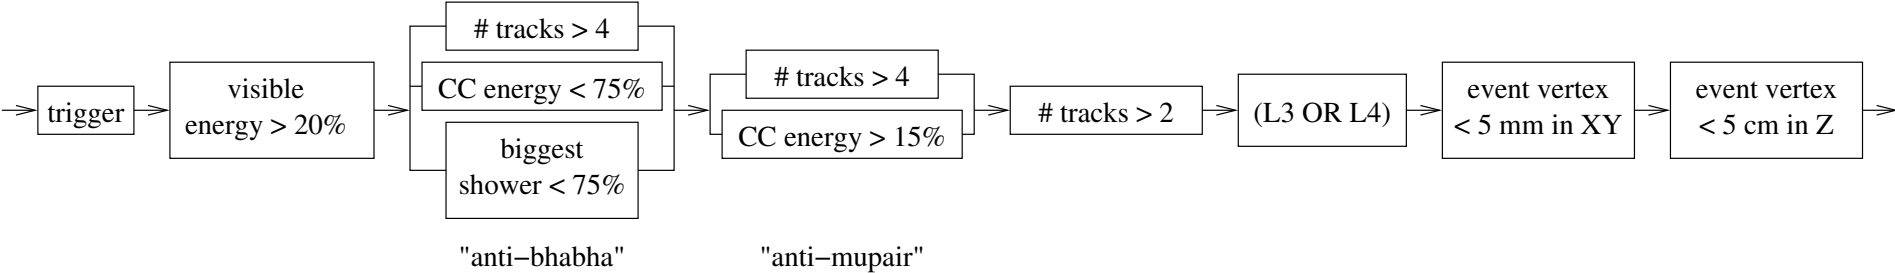 trigger
visible
energy > 20%
# tracks > 4
CC energy < 75%
biggest
shower < 75%
"anti−bhabha"
# tracks > 4
CC energy > 15%
"anti−mupair"
# tracks > 2
(L3 OR L4)
event vertex
< 5 mm in XY
event vertex
< 5 cm in Z